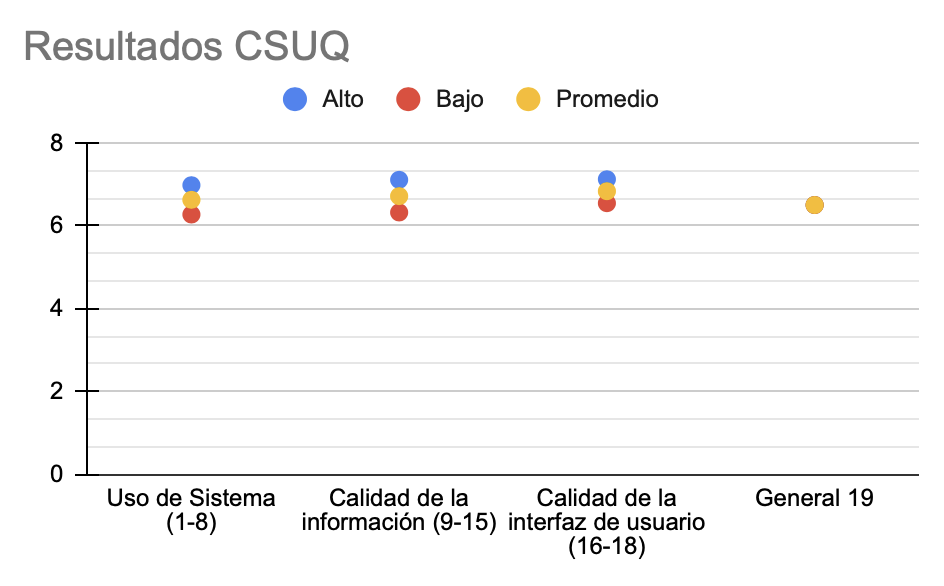 Resultados CSUQ
Alto Bajo Promedio
8
6
4
2
0
Uso de Sistema
(1-8)
Calidad de la
información (9-15)
Calidad de la
interfaz de usuario
(16-18)
General 19